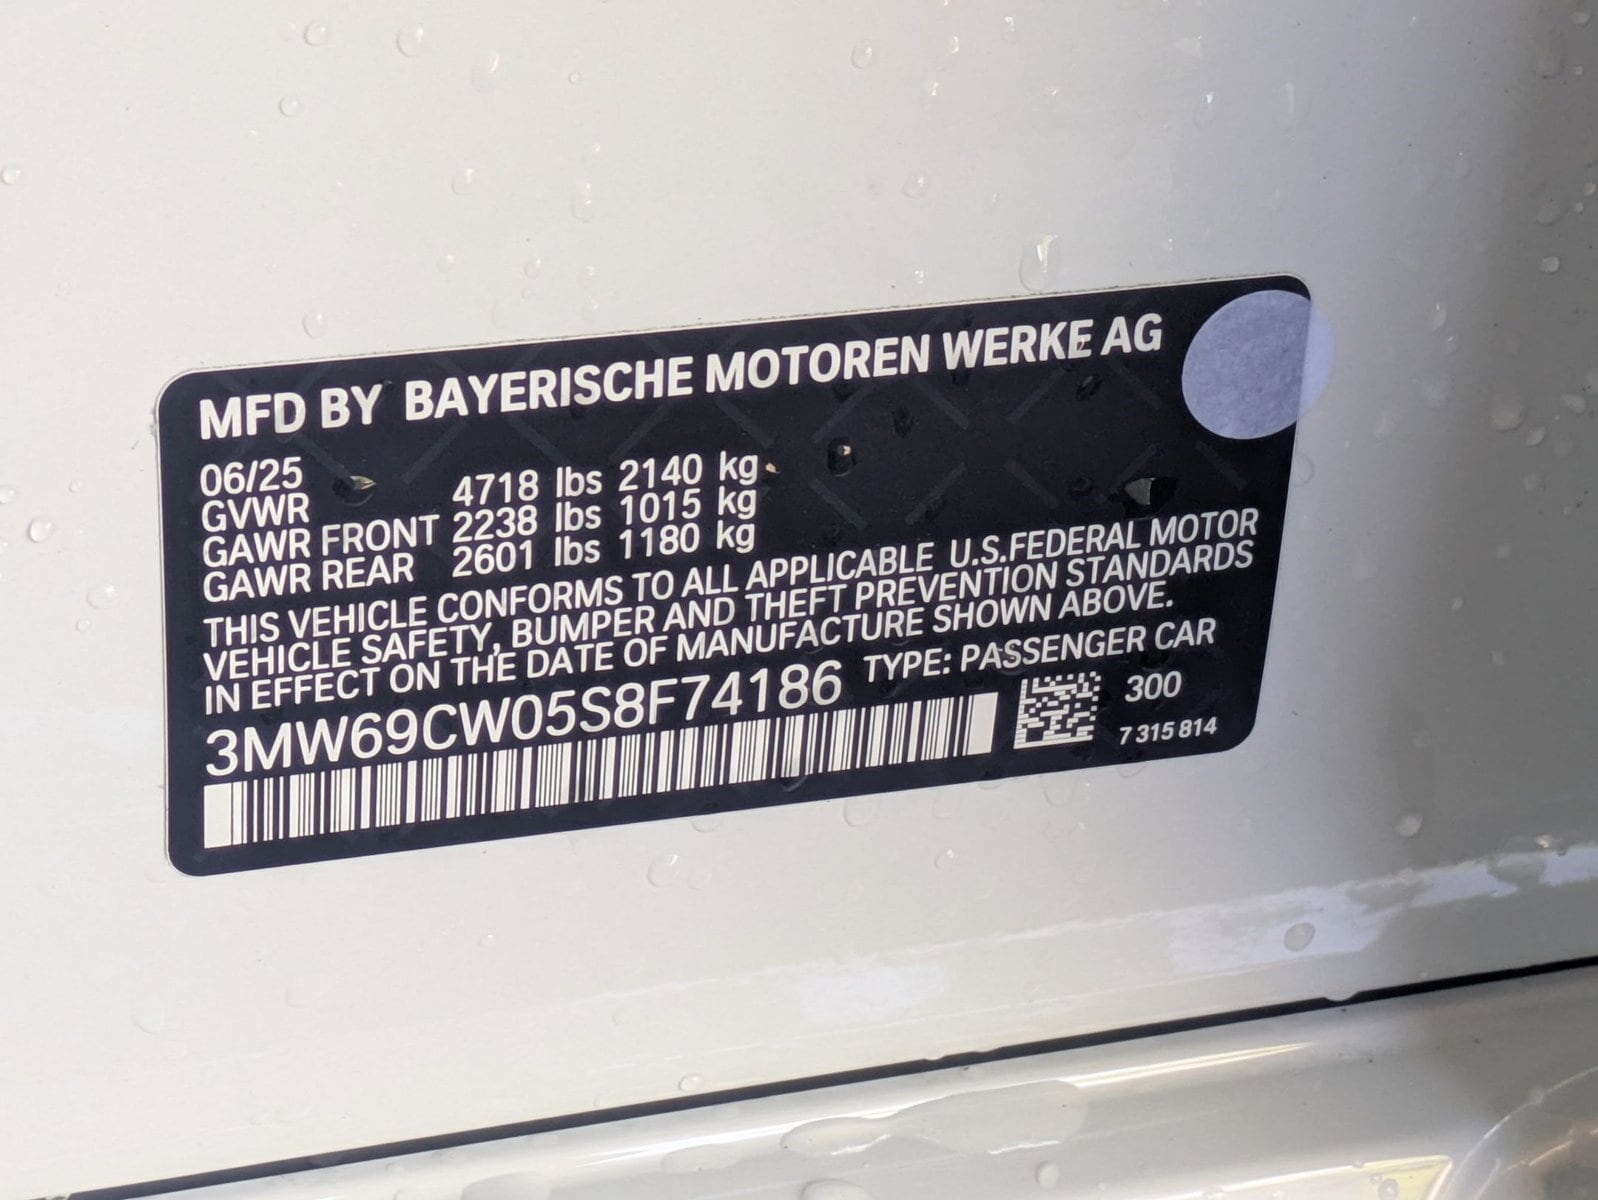 MFD BY BAYERISCHE MOTOREN WERKE AG
06/25
GVWR 4718 lbs 2140 kg
GAWR FRONT 2238 lbs 1015 kg
GAWR REAR 2601 lbs 1180 kg
THIS VEHICLE CONFORMS TO ALL APPLICABLE U.S.FEDERAL MOTOR
VEHICLE SAFETY, BUMPER AND THEFT PREVENTION STANDARDS
IN EFFECT ON THE DATE OF MANUFACTURE SHOWN ABOVE.
3MW69CW05S8F74186 TYPE: PASSENGER CAR
300
7 315 814